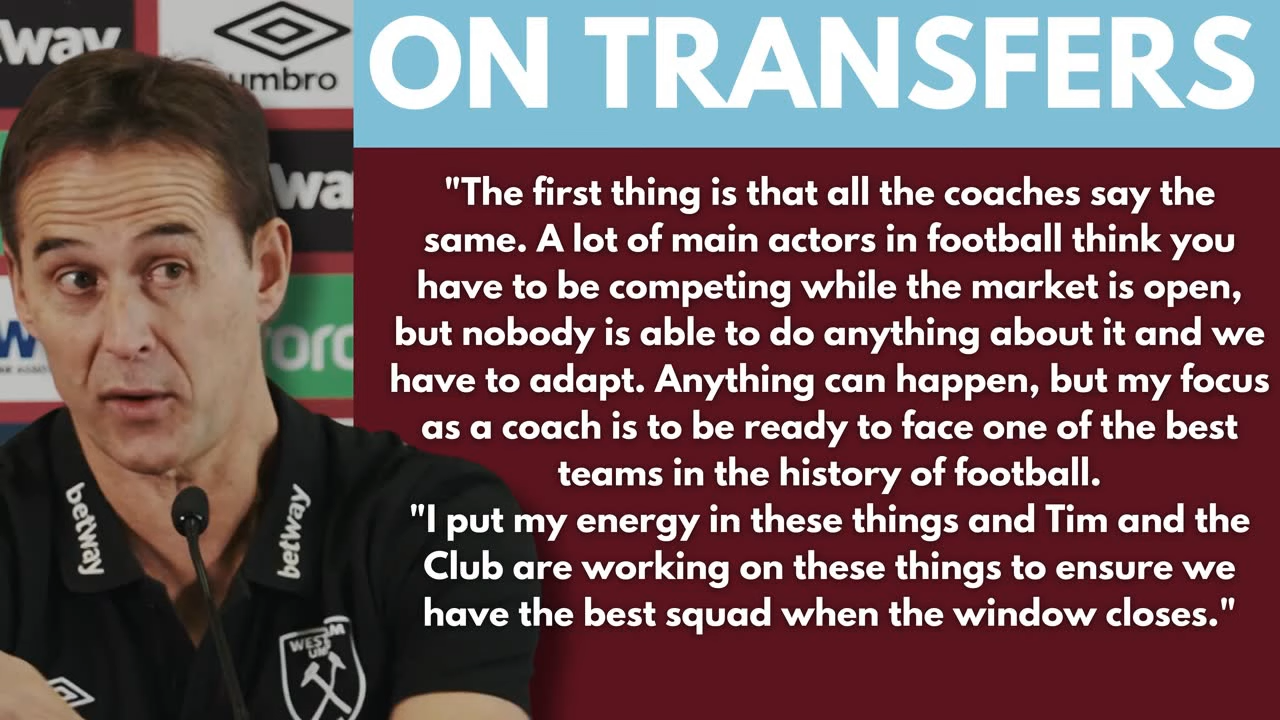 way
umbro
ON TRANSFERS
wa
"The first thing is that all the coaches say the
same. A lot of main actors in football think you
have to be competing while the market is open,
but nobody is able to do anything about it and we
have to adapt. Anything can happen, but my focus
as a coach is to be ready to face one of the best
teams in the history of football.
"I put my energy in these things and Tim and the
Club are working on these things to ensure we
have the best squad when the window closes."
betway
betway
WEST